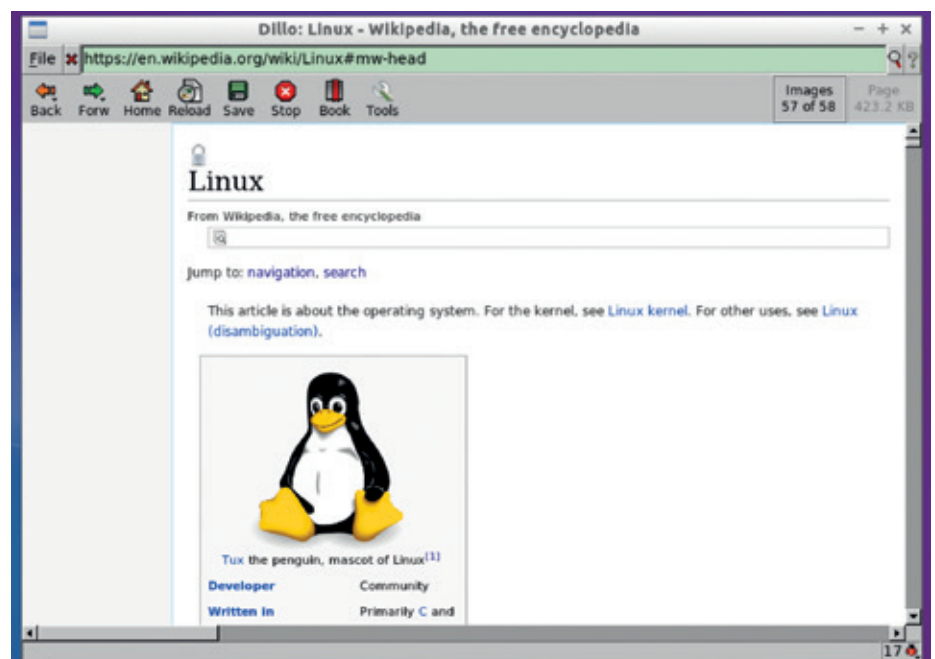 Dillo: Linux - Wikipedia, the free encyclopedia
File https://en.wikipedia.org/wiki/Linux#mw-head ?
Back Forw Home Reload Save Stop Book Tools Images Page
57 of 58 423.2 KB
Linux
From Wikipedia, the free encyclopedia
Jump to: navigation, search
This article is about the operating system. For the kernel, see Linux kernel. For other uses, see Linux
(disambiguation).
Tux the penguin, mascot of Linux[1]
Developer Community
Written in Primarily C and
17